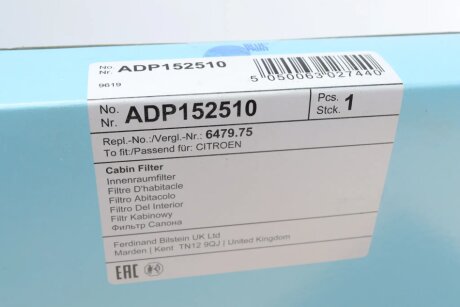 No. Nr. ADP152510
9619
5 050063 027440
No. Nr. ADP152510
Pcs. Stck. 1
Repl.-No.:/Vergl.-Nr.: 6479.75
To fit:/Passend für: CITROEN
Cabin Filter
Innenraumfilter
Filtre D'habitacle
Filtro Abitacolo
Filtro Del Interior
Filtr Kabinowy
Фильтр Салона
Ferdinand Bilstein UK Ltd
Marden | Kent TN12 9QJ | United Kingdom
EAC